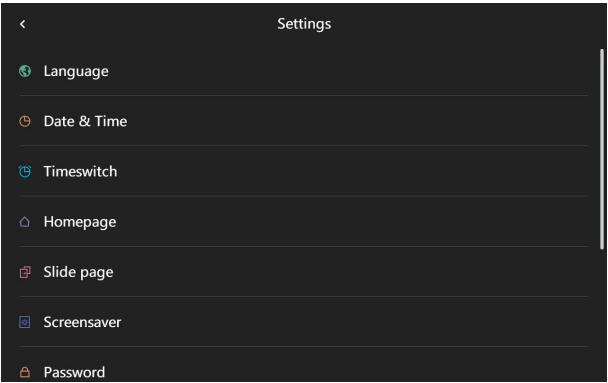 Settings
Language
Date & Time
Timeswitch
Homepage
Slide page
Screensaver
Password